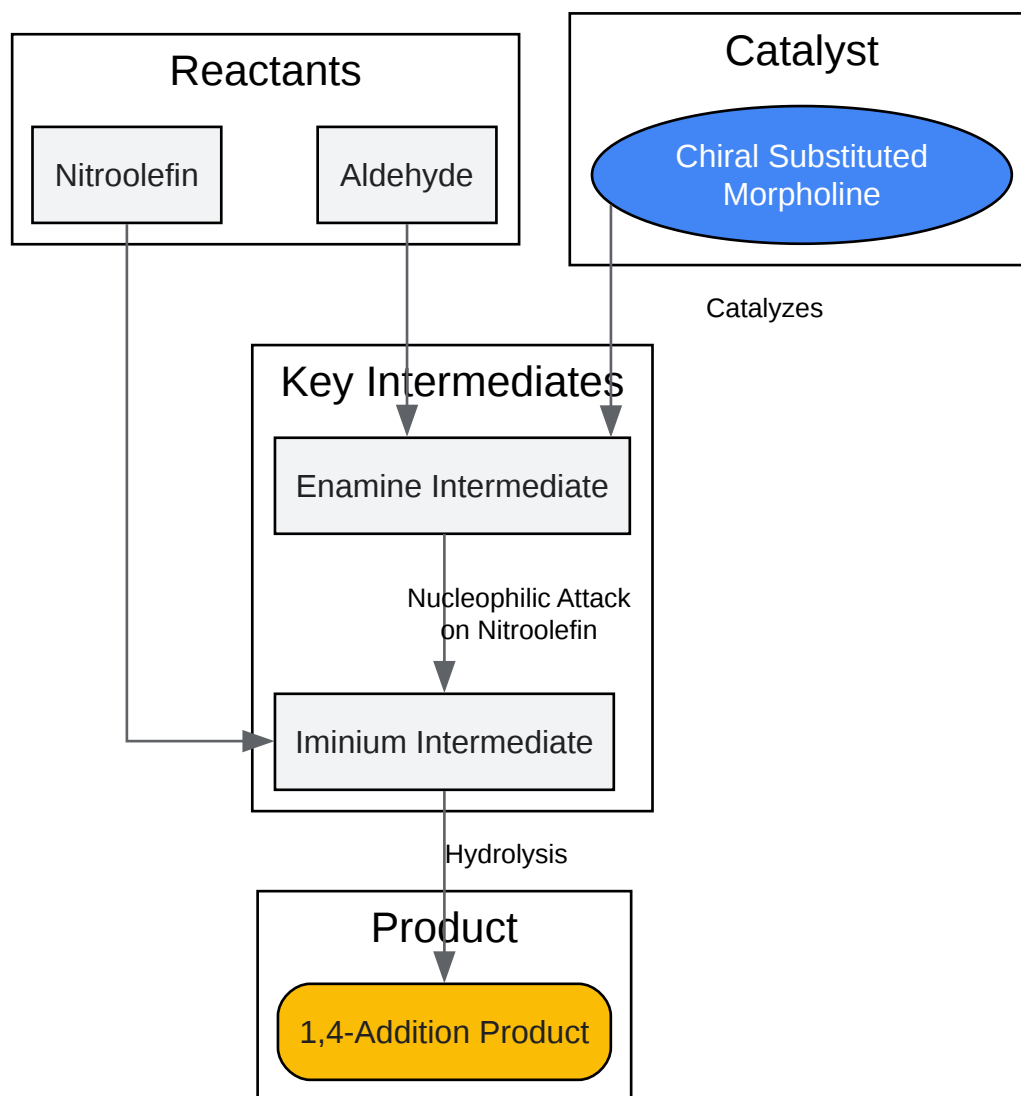 Reactants
Nitroolefin
Aldehyde
Catalyst
Chiral Substituted
Morpholine
Catalyzes
Key Intermediates
Enamine Intermediate
Nucleophilic Attack
on Nitroolefin
Iminium Intermediate
Hydrolysis
Product
1,4-Addition Product